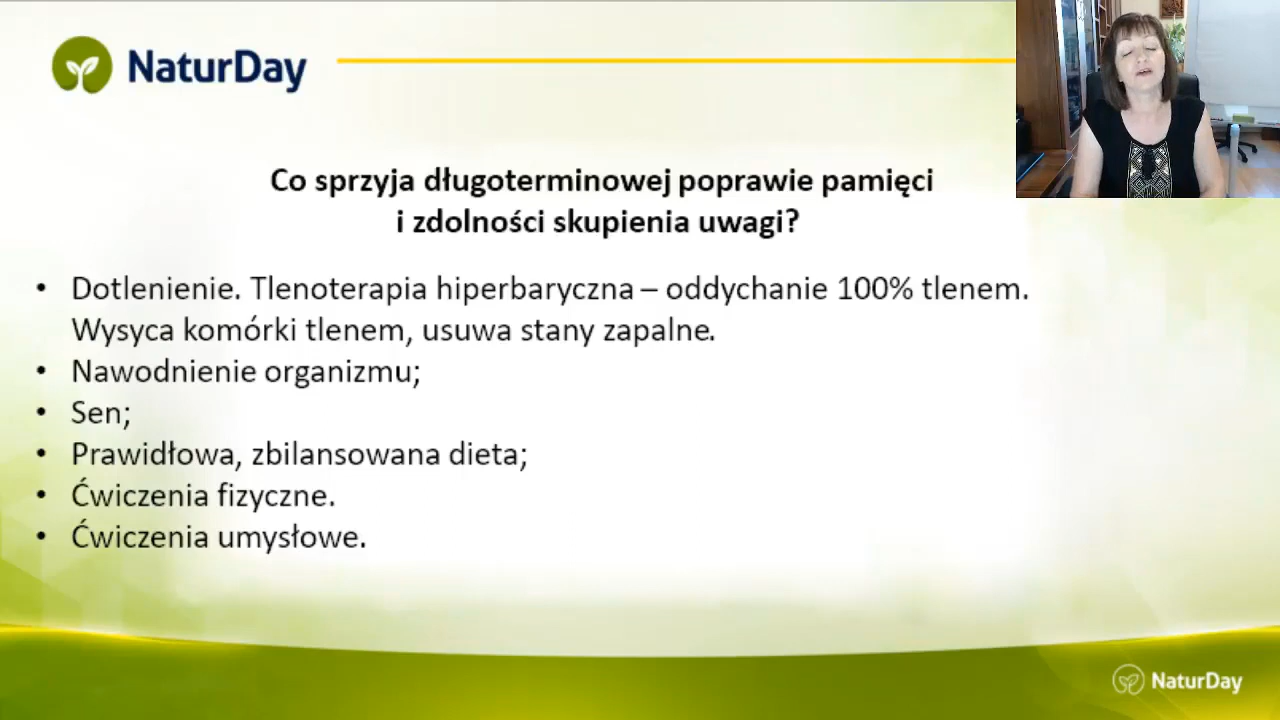 NaturDay
Co sprzyja długoterminowej poprawie pamięci
i zdolności skupienia uwagi?
• Dotlenienie. Tlenoterapia hiperbaryczna – oddychanie 100% tlenem.
Wysyca komórki tlenem, usuwa stany zapalne.
• Nawodnienie organizmu;
• Sen;
• Prawidłowa, zbilansowana dieta;
• Ćwiczenia fizyczne.
• Ćwiczenia umysłowe.
NaturDay